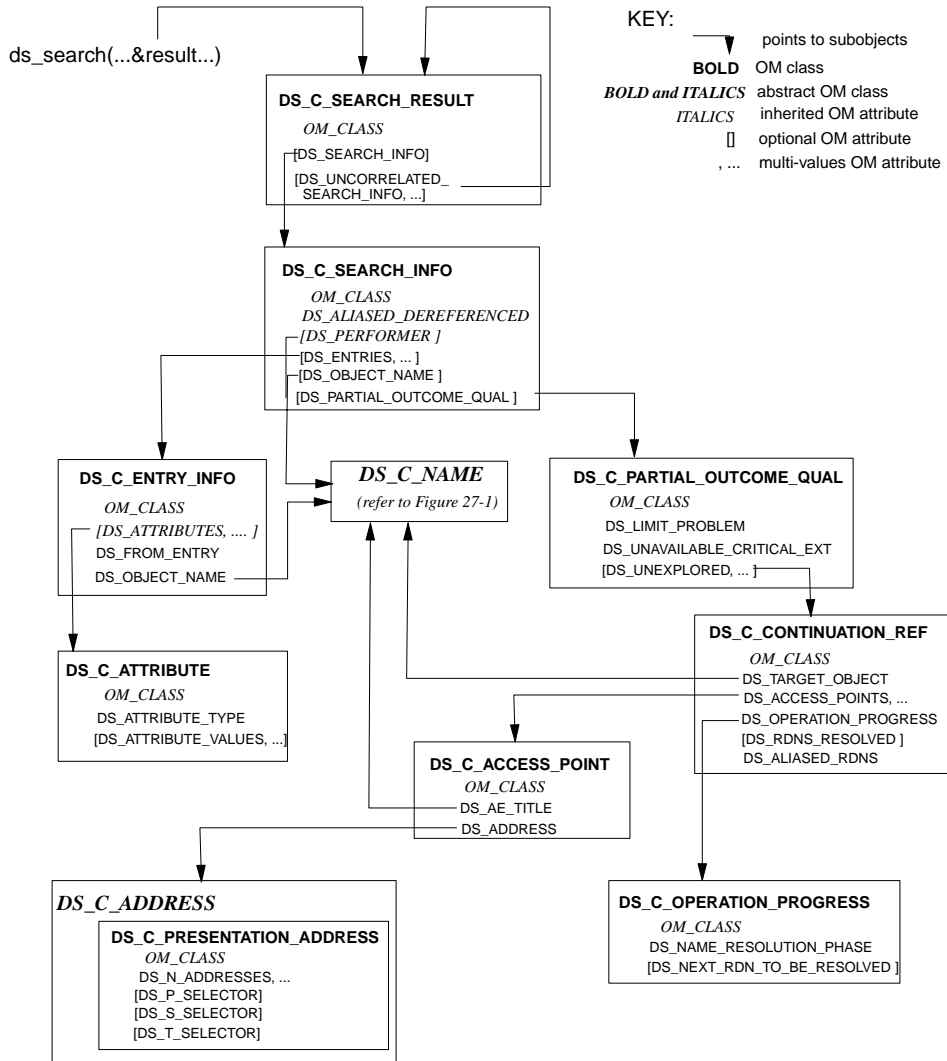 ds_search(...&result...)
KEY:
points to subobjects
BOLD OM class
BOLD and ITALICS abstract OM class
ITALICS inherited OM attribute
[] optional OM attribute
, ... multi-values OM attribute
DS_C_SEARCH_RESULT
OM_CLASS
[DS_SEARCH_INFO]
[DS_UNCORRELATED_
SEARCH_INFO, ...]
DS_C_SEARCH_INFO
OM_CLASS
DS_ALIASED_DEREFERENCED
[DS_PERFORMER ]
[DS_ENTRIES, ... ]
[DS_OBJECT_NAME ]
[DS_PARTIAL_OUTCOME_QUAL ]
DS_C_ENTRY_INFO
OM_CLASS
[DS_ATTRIBUTES, .... ]
DS_FROM_ENTRY
DS_OBJECT_NAME
DS_C_NAME
(refer to Figure 27-1)
DS_C_PARTIAL_OUTCOME_QUAL
OM_CLASS
DS_LIMIT_PROBLEM
DS_UNAVAILABLE_CRITICAL_EXT
[DS_UNEXPLORED, ... ]
DS_C_ATTRIBUTE
OM_CLASS
DS_ATTRIBUTE_TYPE
[DS_ATTRIBUTE_VALUES, ...]
DS_C_CONTINUATION_REF
OM_CLASS
DS_TARGET_OBJECT
DS_ACCESS_POINTS, ...
DS_OPERATION_PROGRESS
[DS_RDNS_RESOLVED ]
DS_ALIASED_RDNS
DS_C_ACCESS_POINT
OM_CLASS
DS_AE_TITLE
DS_ADDRESS
DS_C_ADDRESS
DS_C_PRESENTATION_ADDRESS
OM_CLASS
DS_N_ADDRESSES, ...
[DS_P_SELECTOR]
[DS_S_SELECTOR]
[DS_T_SELECTOR]
DS_C_OPERATION_PROGRESS
OM_CLASS
DS_NAME_RESOLUTION_PHASE
[DS_NEXT_RDN_TO_BE_RESOLVED ]